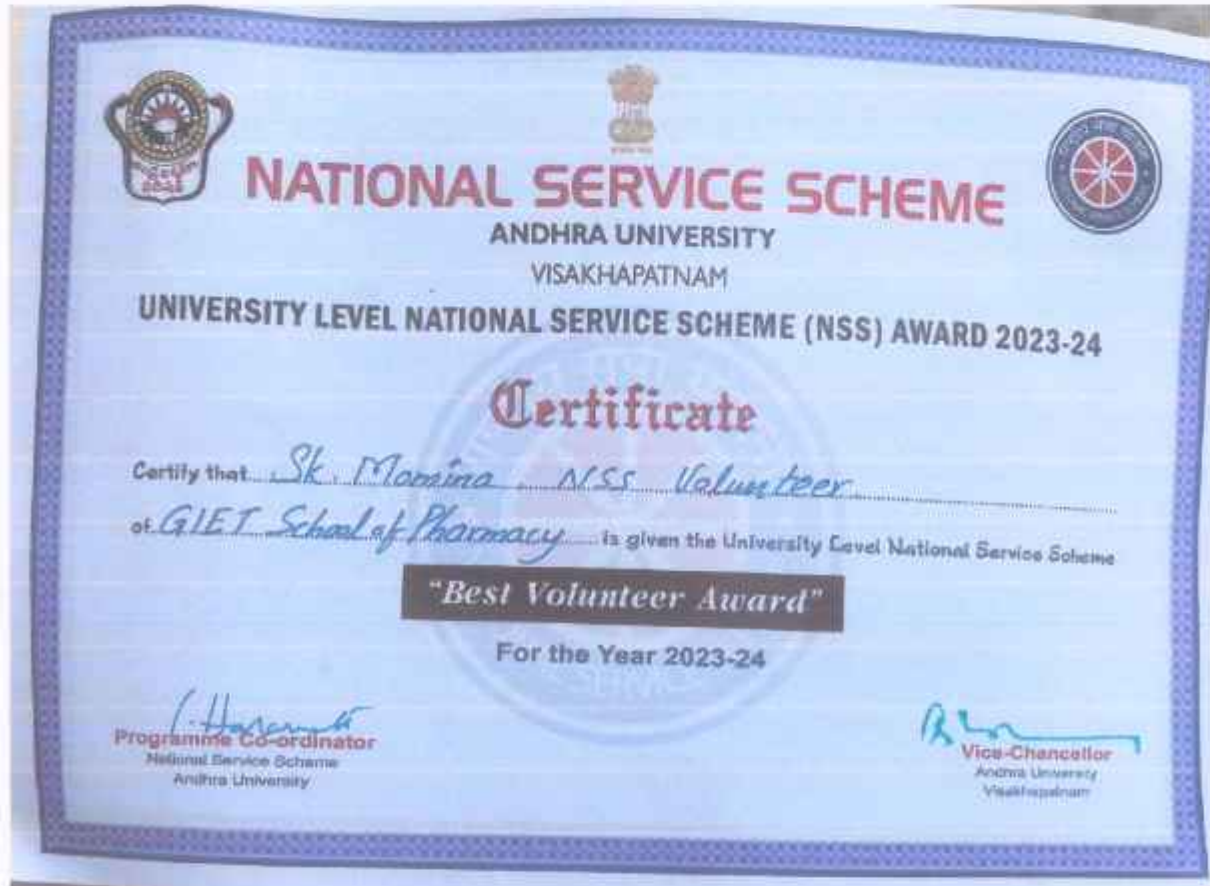 NATIONAL SERVICE SCHEME
ANDHRA UNIVERSITY
VISAKHAPATNAM
UNIVERSITY LEVEL NATIONAL SERVICE SCHEME (NSS) AWARD 2023-24
Certificate
Certify that Sk. Momina, NSS Volunteer
of GIET School of Pharmacy is given the University Level National Service Scheme
"Best Volunteer Award"
For the Year 2023-24
Programme Co-ordinator
National Service Scheme
Andhra University
Vice-Chancellor
Andhra University
Visakhapatnam